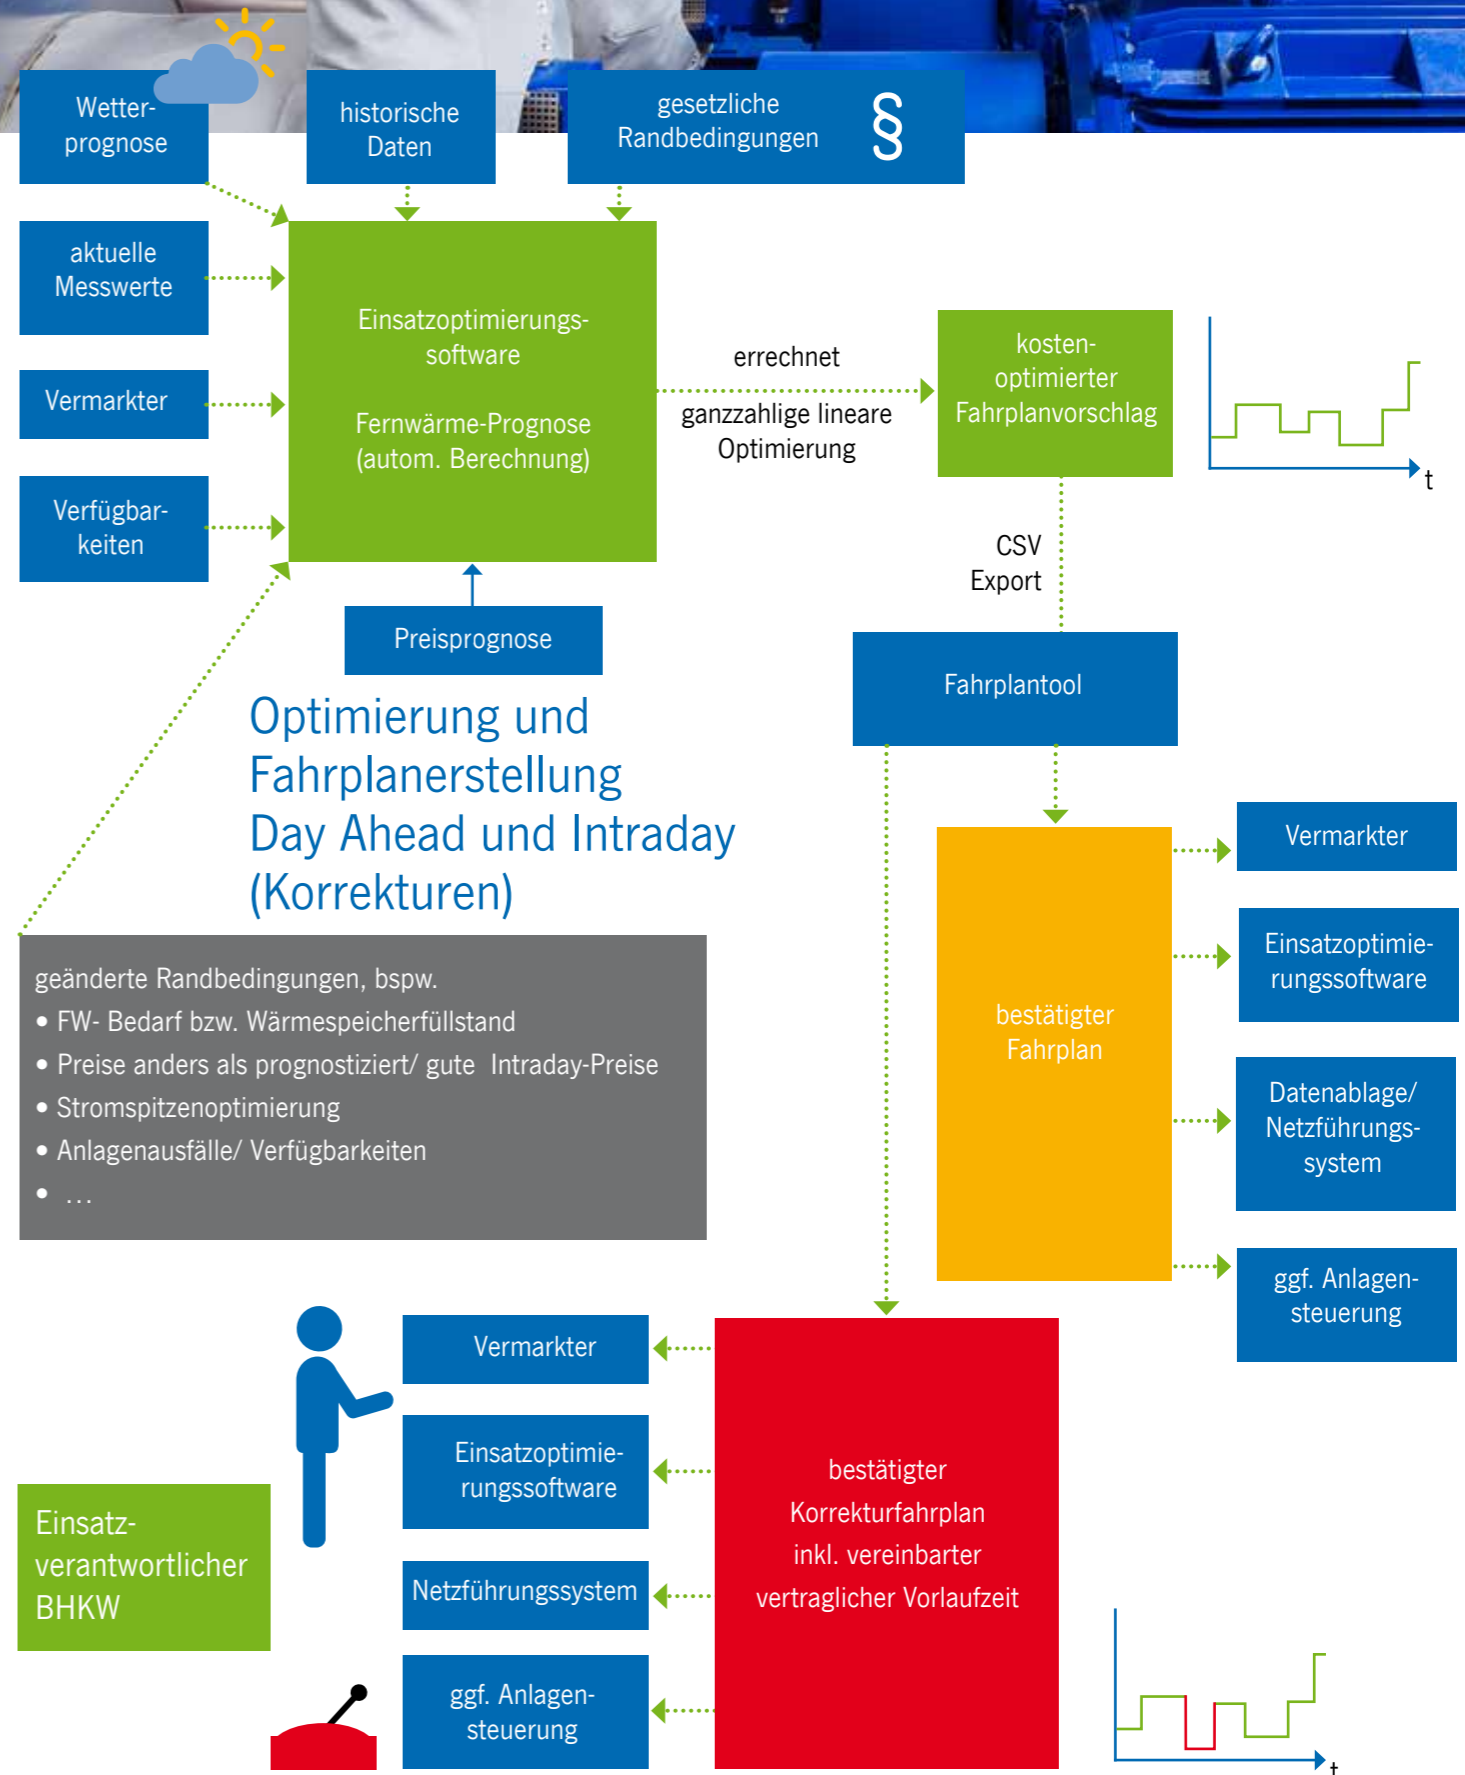 Wetter-
prognose
historische
Daten
gesetzliche
Randbedingungen
§
aktuelle
Messwerte
Vermarkter
Verfügbar-
keiten
Einsatzoptimierungs-
software
Fernwärme-Prognose
(autom. Berechnung)
Preisprognose
errechnet
ganzzahlige lineare
Optimierung
kosten-
optimierter
Fahrplanvorschlag
t
CSV
Export
Fahrplantool
Optimierung und
Fahrplanerstellung
Day Ahead und Intraday
(Korrekturen)
geänderte Randbedingungen, bspw.
• FW- Bedarf bzw. Wärmespeicherfüllstand
• Preise anders als prognostiziert/ gute  Intraday-Preise
• Stromspitzenoptimierung
• Anlagenausfälle/ Verfügbarkeiten
• …
bestätigter
Fahrplan
Vermarkter
Einsatzoptimie-
rungssoftware
Datenablage/
Netzführungs-
system
ggf. Anlagen-
steuerung
Einsatz-
verantwortlicher
BHKW
Vermarkter
Einsatzoptimie-
rungssoftware
Netzführungssystem
ggf. Anlagen-
steuerung
bestätigter
Korrekturfahrplan
inkl. vereinbarter
vertraglicher Vorlaufzeit
t